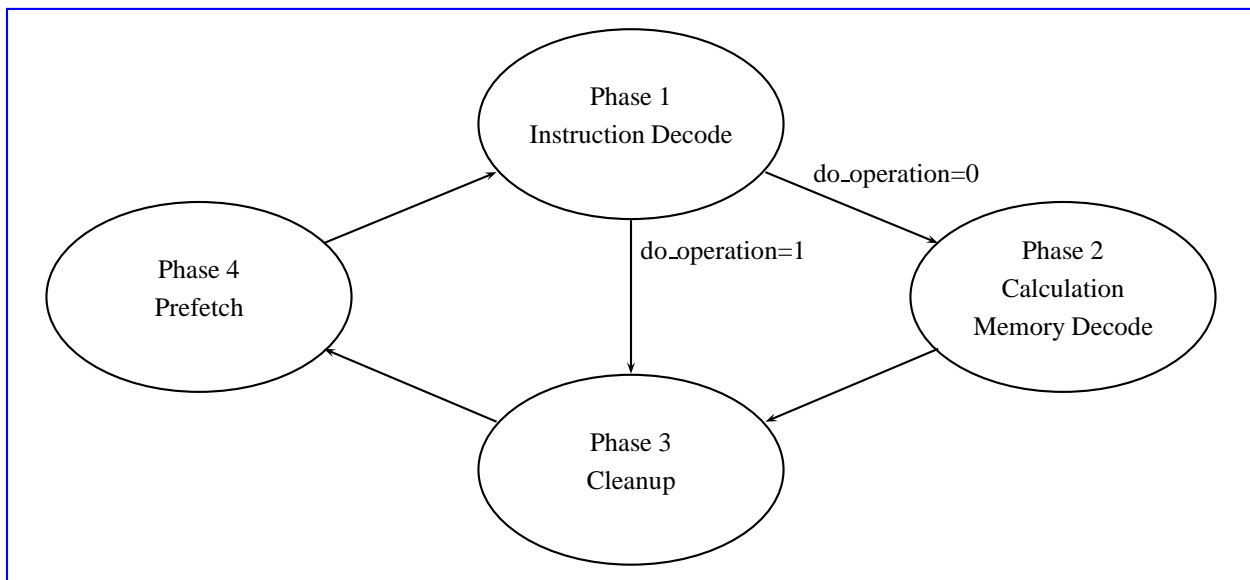 Phase 1
Instruction Decode
do_operation=0
do_operation=1
Phase 4
Prefetch
Phase 2
Calculation
Memory Decode
Phase 3
Cleanup